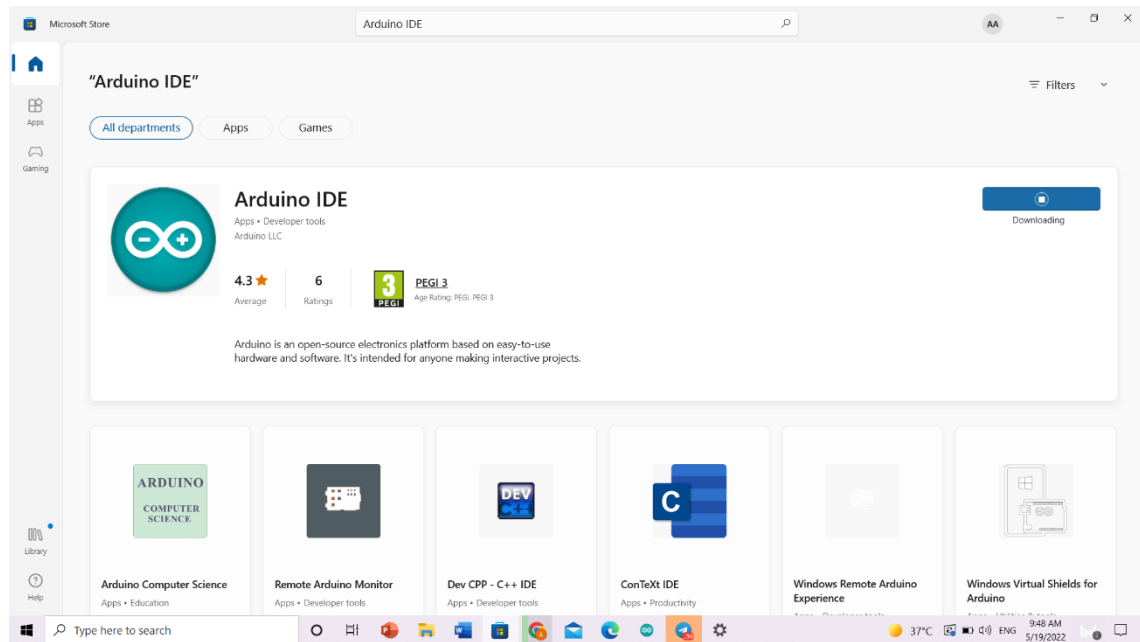 Microsoft Store
Arduino IDE
AA
"Arduino IDE"
Filters
All departments
Apps
Games
Apps
Gaming
Arduino IDE
Apps • Developer tools
Arduino LLC
Downloading
4.3
6
3
PEGI
PEGI 3
Average
Ratings
Age Rating: PEGI. PEGI 3
Arduino is an open-source electronics platform based on easy-to-use
hardware and software. It's intended for anyone making interactive projects.
ARDUINO
COMPUTER
SCIENCE
DEV
C++
C
Library
Help
Arduino Computer Science
Apps • Education
Remote Arduino Monitor
Apps • Developer tools
Dev CPP - C++ IDE
Apps • Developer tools
ConTeXt IDE
Apps • Productivity
Windows Remote Arduino
Experience
Windows Virtual Shields for
Arduino
Type here to search
37°C
ENG
9:48 AM
5/19/2022